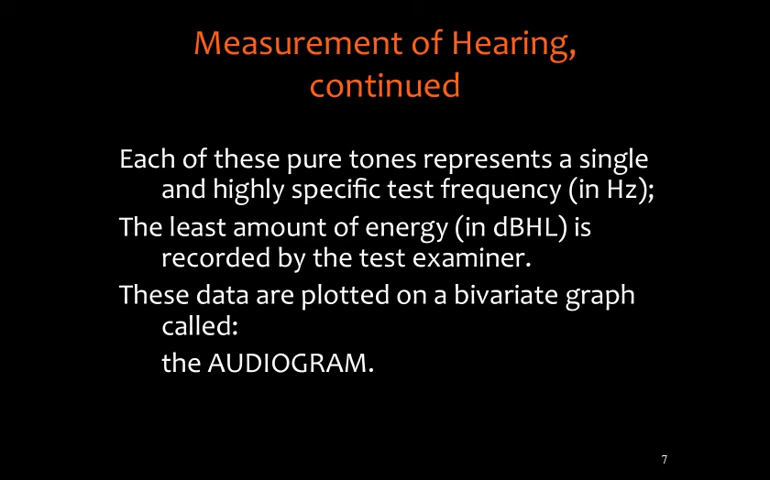 Measurement of Hearing,
continued
Each of these pure tones represents a single
and highly specific test frequency (in Hz);
The least amount of energy (in dBHL) is
recorded by the test examiner.
These data are plotted on a bivariate graph
called:
the AUDIOGRAM.
7